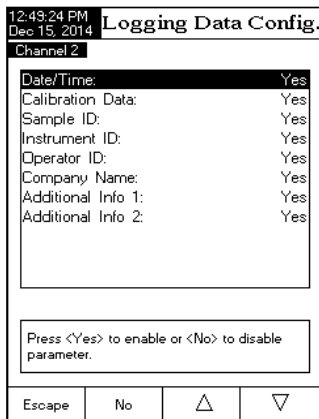 12:49:24 PM
Dec 15, 2014
Logging Data Config.
Channel 2
Date/Time: Yes
Calibration Data: Yes
Sample ID: Yes
Instrument ID: Yes
Operator ID: Yes
Company Name: Yes
Additional Info 1: Yes
Additional Info 2: Yes
Press <Yes> to enable or <No> to disable
parameter.
Escape No △ ▽